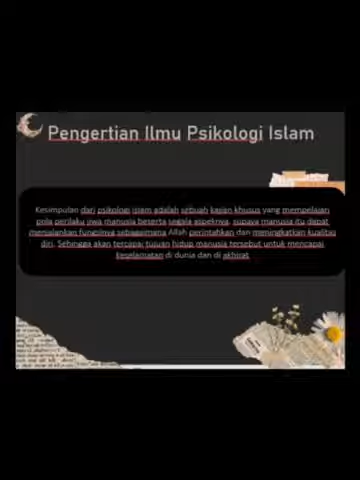 Pengertian Ilmu Psikologi Islam
Kesimpulan dari psikologi islam adalah sebuah kajian khusus yang mempelajari
pola perilaku jiwa manusia beserta segala aspeknya, supaya manusia itu dapat
menjalankan fungsinya sebagaimana Allah perintahkan dan meningkatkan kualitas
diri. Sehingga akan tercapai tujuan hidup manusia tersebut untuk mencapai
keselamatan di dunia dan di akhirat